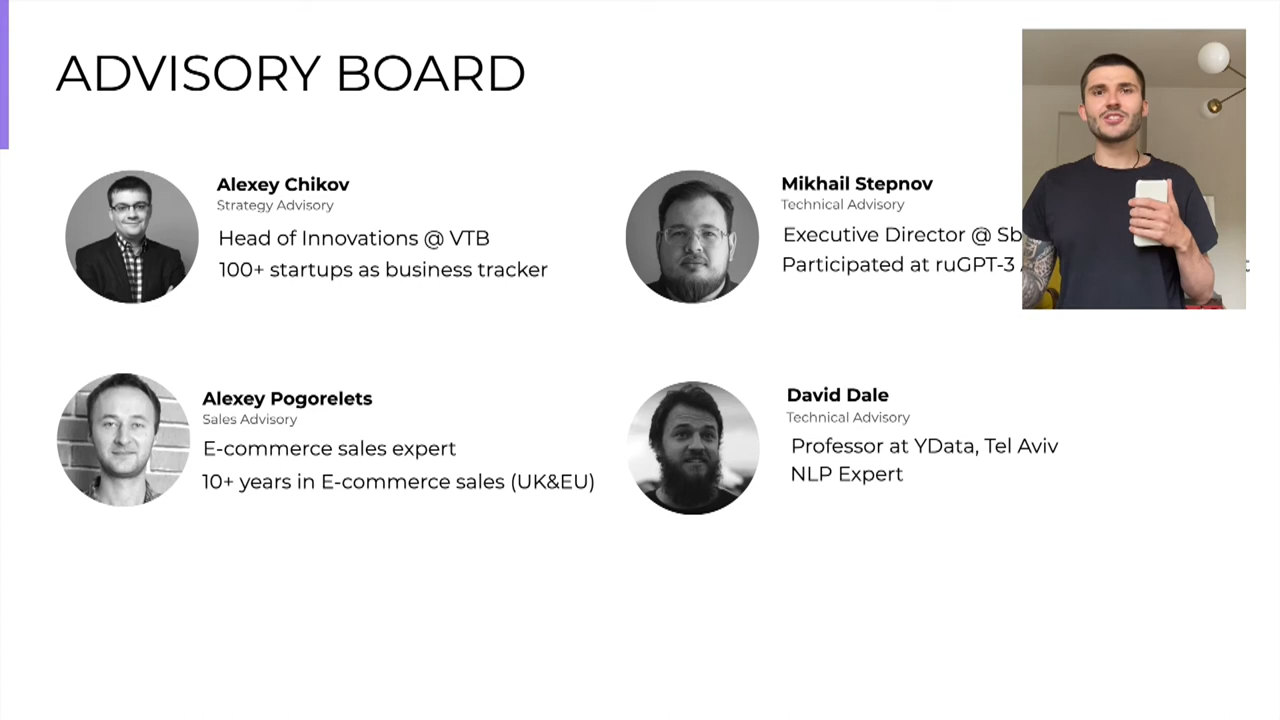 ADVISORY BOARD
Alexey Chikov
Strategy Advisory
Head of Innovations @ VTB
100+ startups as business tracker
Mikhail Stepnov
Technical Advisory
Executive Director @
Participated at ruGPT-3
Alexey Pogorelets
Sales Advisory
E-commerce sales expert
10+ years in E-commerce sales (UK&EU)
David Dale
Technical Advisory
Professor at YData, Tel Aviv
NLP Expert